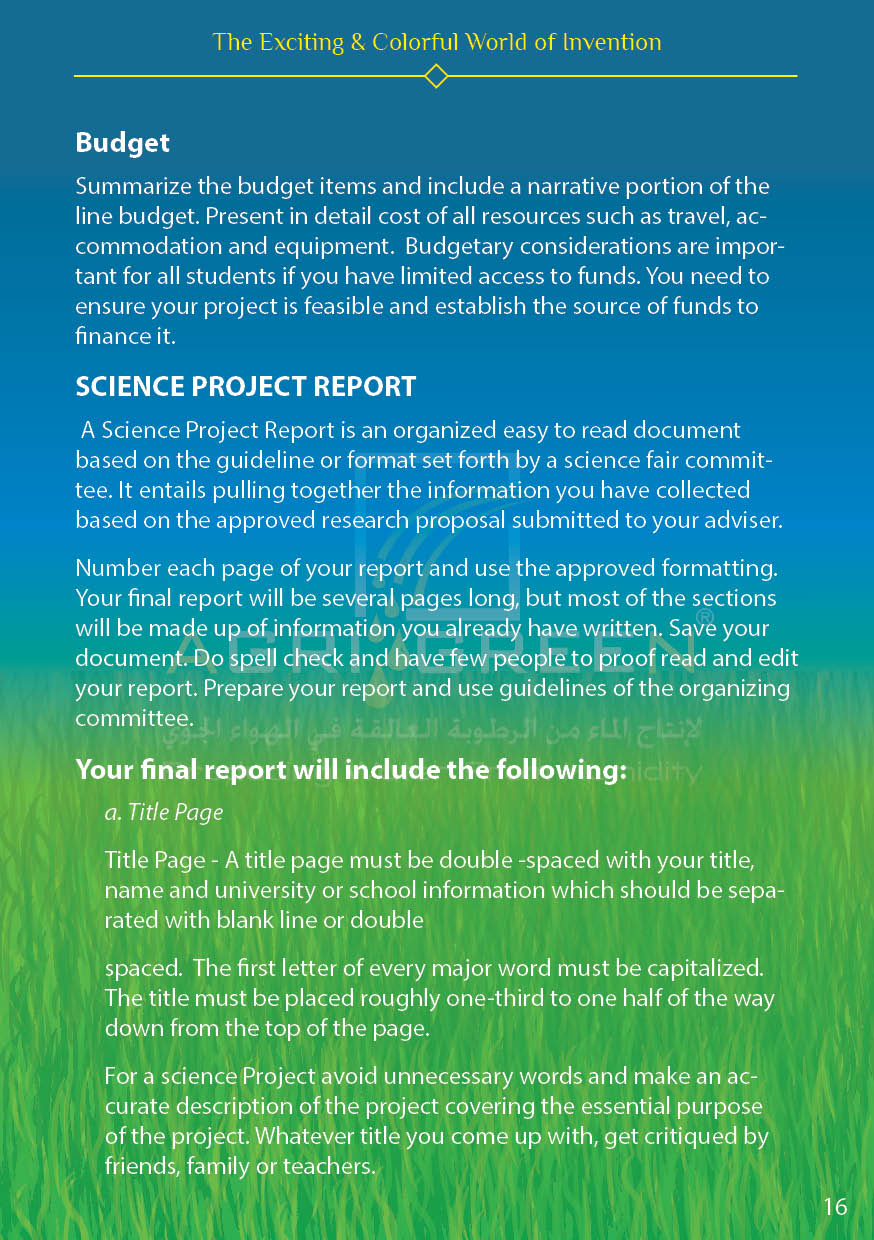 The Exciting & Colorful World of Invention
Budget
Summarize the budget items and include a narrative portion of the
line budget. Present in detail cost of all resources such as travel, ac-
commodation and equipment.  Budgetary considerations are impor-
tant for all students if you have limited access to funds. You need to
ensure your project is feasible and establish the source of funds to
finance it.
SCIENCE PROJECT REPORT
A Science Project Report is an organized easy to read document
based on the guideline or format set forth by a science fair commit-
tee. It entails pulling together the information you have collected
based on the approved research proposal submitted to your adviser.
Number each page of your report and use the approved formatting.
Your final report will be several pages long, but most of the sections
will be made up of information you already have written. Save your
document. Do spell check and have few people to proof read and edit
your report. Prepare your report and use guidelines of the organizing
committee.
AGRIGREEN®
لإنتاج الماء من الرطوبة العالقة في الهواء الجوي
Your final report will include the following:
a. Title Page
Title Page - A title page must be double -spaced with your title,
name and university or school information which should be sepa-
rated with blank line or double
spaced.  The first letter of every major word must be capitalized.
The title must be placed roughly one-third to one half of the way
down from the top of the page.
For a science Project avoid unnecessary words and make an ac-
curate description of the project covering the essential purpose
of the project. Whatever title you come up with, get critiqued by
friends, family or teachers.
16